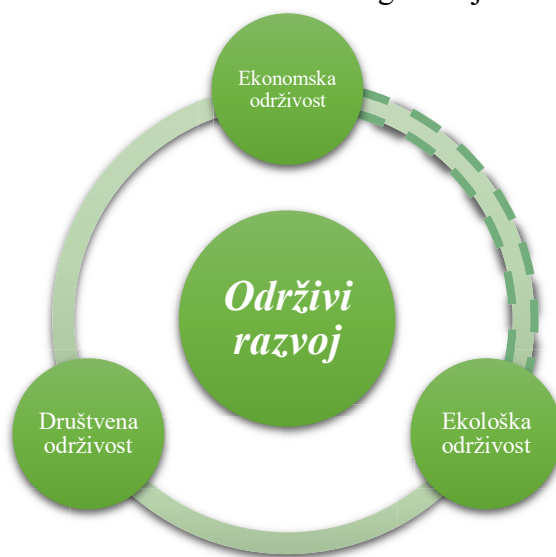 Ekonomska
održivost
Održivi
razvoj
Društvena
održivost
Ekološka
održivost